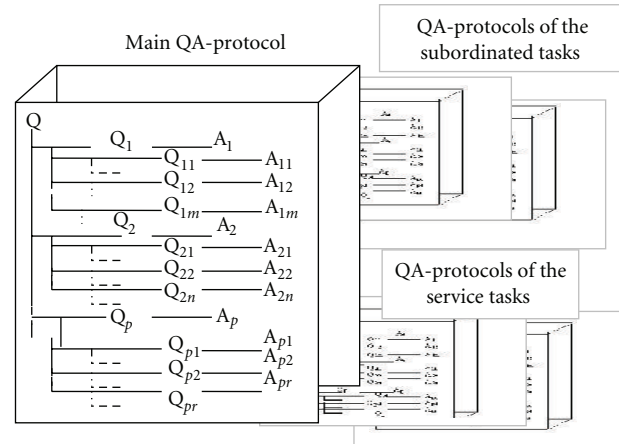 Main QA-protocol
QA-protocols of the
subordinated tasks
Q
Q1 A1
Q11 A11
Q12 A12
Q1m A1m
Q2 A2
Q21 A21
Q22 A22
Q2n A2n
Qp Ap
Qp1 Ap1
Qp2 Ap2
Qpr Apr
QA-protocols of the
service tasks